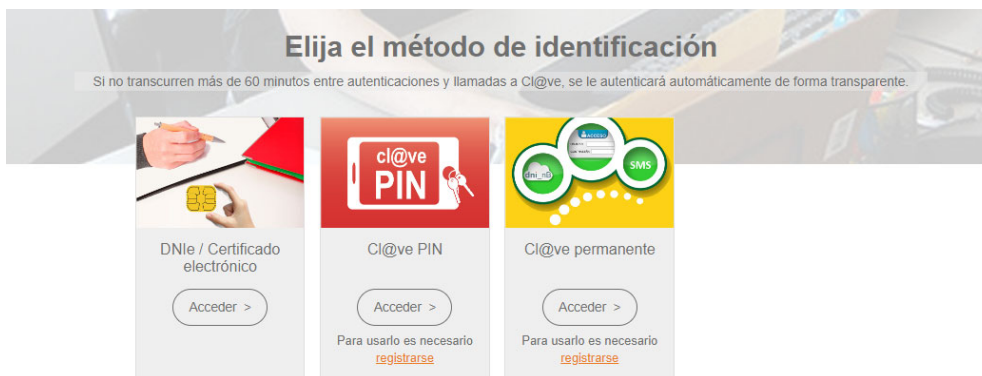 Elija el método de identificación
Si no transcurren más de 60 minutos entre autenticaciones y llamadas a Cl@ve, se le autenticará automáticamente de forma transparente.
cl@ve
PIN
ACCESO
SMS
DNIe / Certificado
electrónico
Acceder >
Cl@ve PIN
Acceder >
Para usarlo es necesario
registrarse
Cl@ve permanente
Acceder >
Para usarlo es necesario
registrarse